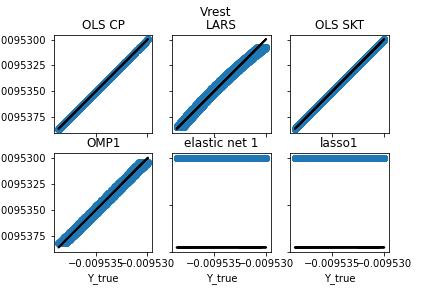 Vrest
OLS CP LARS OLS SKT
0095300
0095325
0095350
0095375
OMP1 elastic net 1 lasso1
0095300
0095325
0095350
0095375
−0.009535 −0.009530 −0.009535 −0.009530 −0.009535 −0.009530
Y_true Y_true Y_true